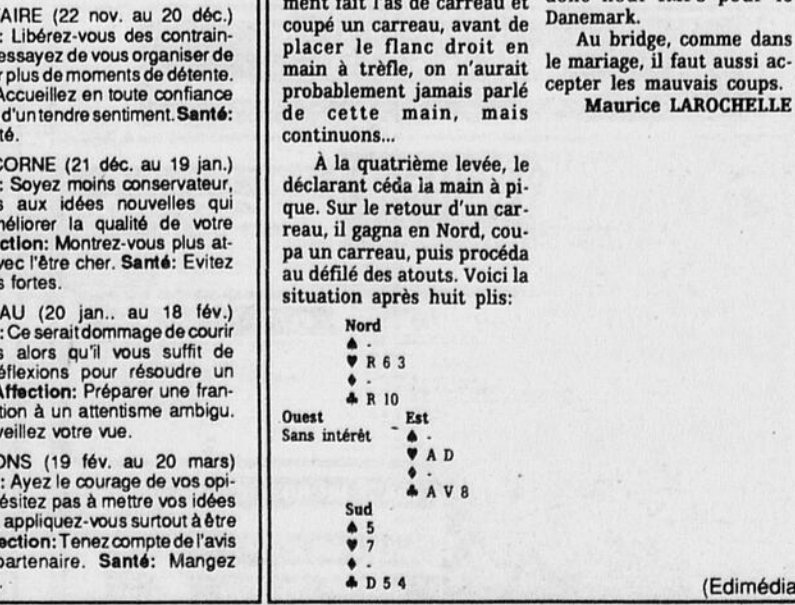 AIRE (22 nov. au 20 déc.)
: Libérez-vous des contrain-
essayez de vous organiser de
r plus de moments de détente.
Accueillez en toute confiance
d'un tendre sentiment. Santé:
té.
CORNE (21 déc. au 19 jan.)
: Soyez moins conservateur,
s aux idées nouvelles qui
méliorer la qualité de votre
ction: Montrez-vous plus at-
vec l'être cher. Santé: Evitez
s fortes.
AU (20 jan.. au 18 fév.)
: Ce serait dommage de courir
s alors qu'il vous suffit de
éflexions pour résoudre un
Affection: Préparer une fran-
tion à un attentisme ambigu.
veillez votre vue.
ONS (19 fév. au 20 mars)
: Ayez le courage de vos opi-
ésitez pas à mettre vos idées
appliquez-vous surtout à être
ection: Tenez compte de l'avis
partenaire. Santé: Mangez
ment fait l'as de carreau et
coupé un carreau, avant de
placer le flanc droit en
main à trèfle, on n'aurait
probablement jamais parlé
de cette main, mais
continuons...
À la quatrième levée, le
déclarant céda la main à pi-
que. Sur le retour d'un car-
reau, il gagna en Nord, cou-
pa un carreau, puis procéda
au défilé des atouts. Voici la
situation après huit plis:
Nord
♠ -
♥ R 6 3
♦ -
♣ R 10
Ouest Est
Sans intérêt ♠ -
♥ A D
♦ -
♣ A V 8
Sud
♠ 5
♥ 7
♦ -
♣ D 5 4
Danemark.
Au bridge, comme dans
le mariage, il faut aussi ac-
cepter les mauvais coups.
Maurice LAROCHELLE
(Edimédia